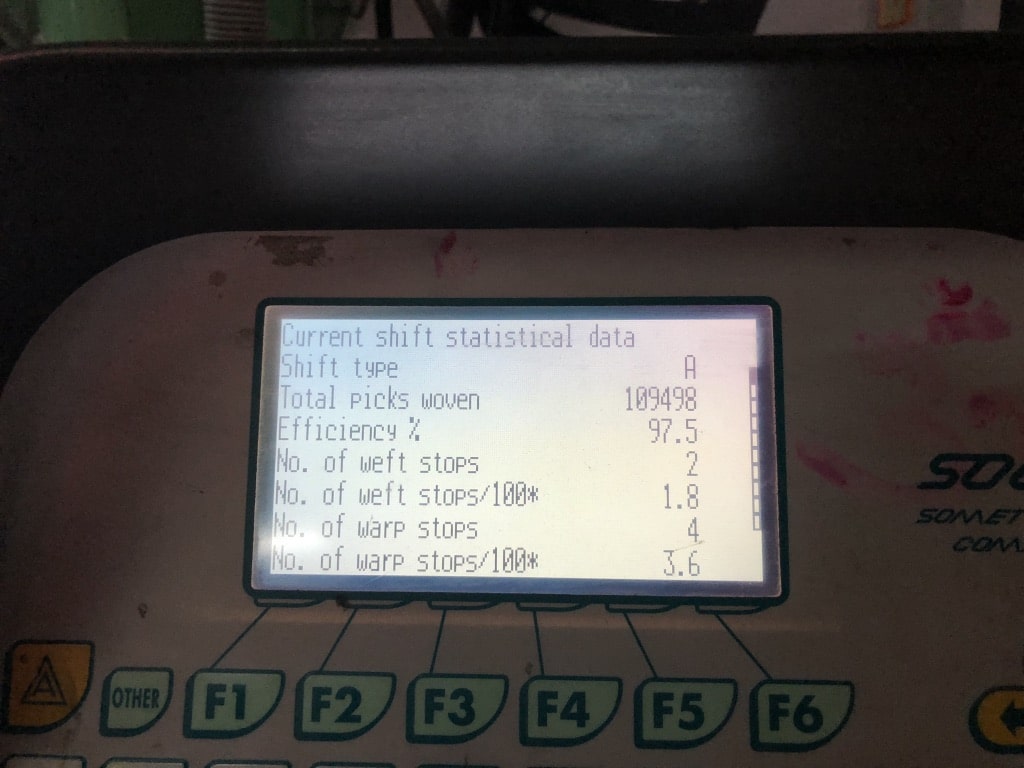 Current shift statistical data
Shift type A
Total picks woven 109498
Efficiency % 97.5
No. of weft stops 2
No. of weft stops/100* 1.8
No. of warp stops 4
No. of warp stops/100* 3.6
A
OTHER F1 F2 F3 F4 F5 F6